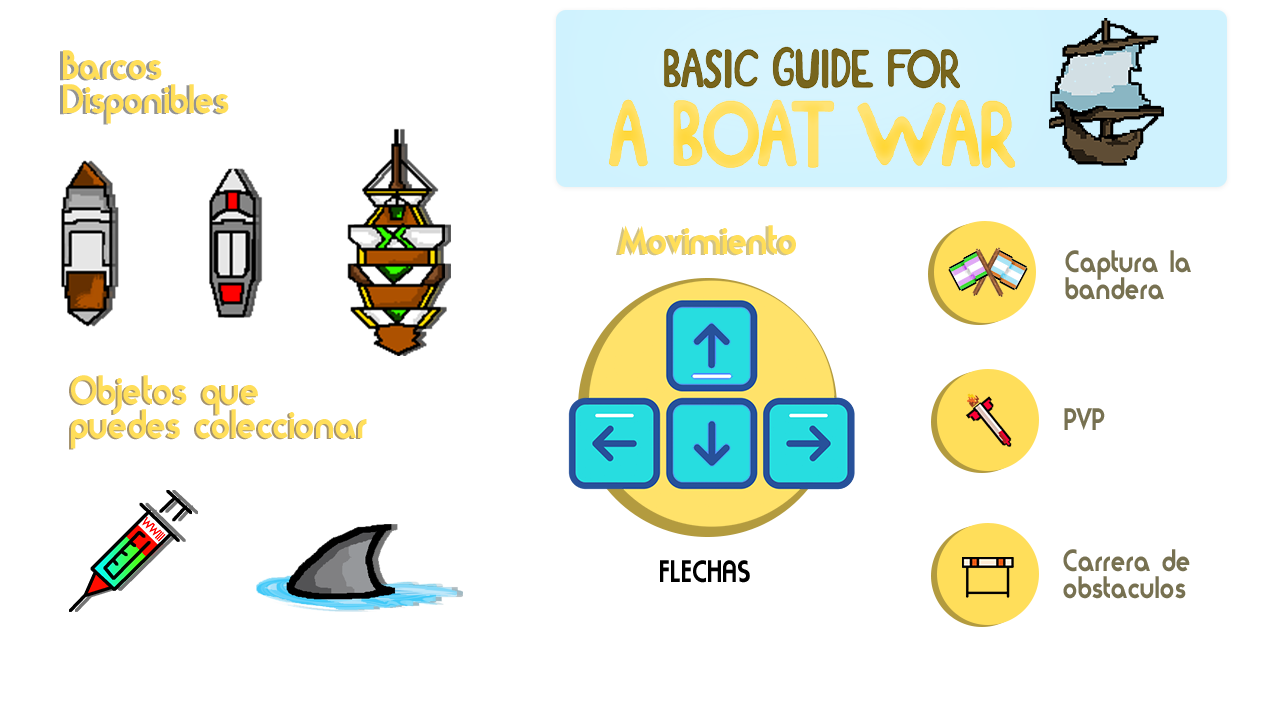 Barcos
Disponibles
BASIC GUIDE FOR
A BOAT WAR
Movimiento
Captura la
bandera
Objetos que
puedes coleccionar
PVP
WWIII
FLECHAS
Carrera de
obstaculos